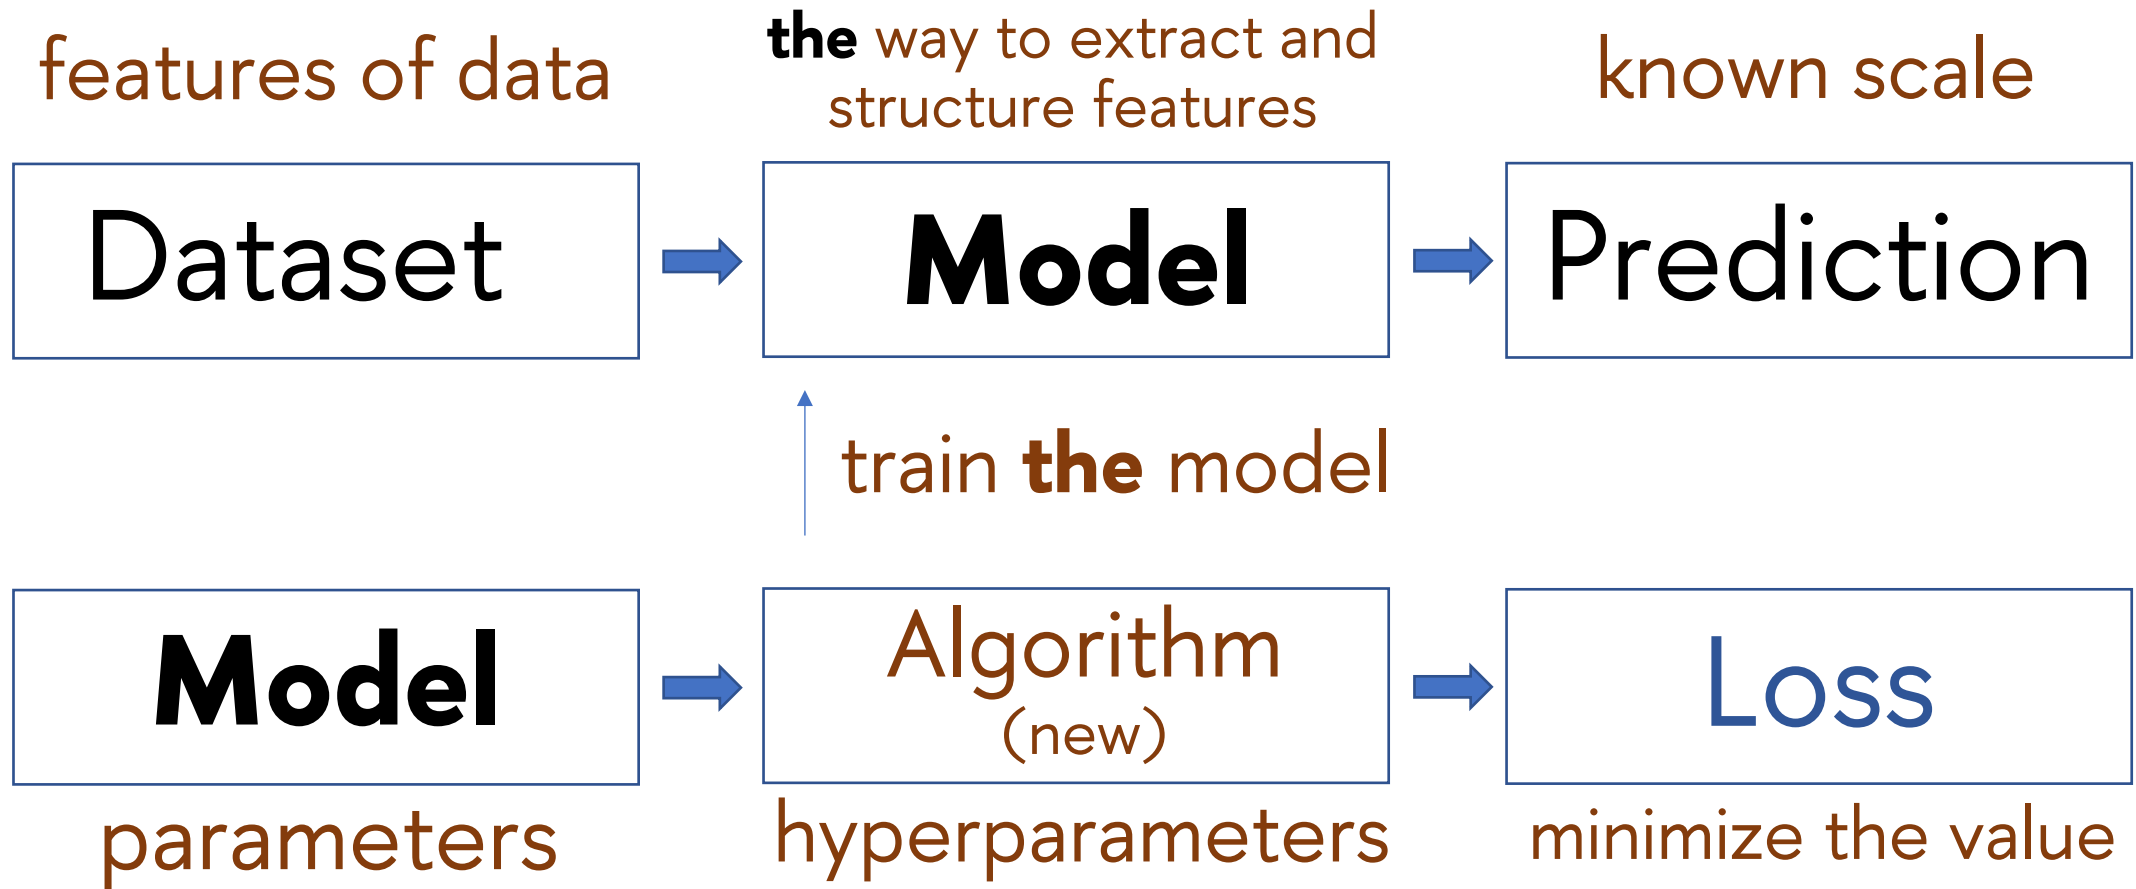 features of data
the way to extract and
structure features
known scale
Dataset
Model
Prediction
train the model
Model
Algorithm
(new)
Loss
parameters
hyperparameters
minimize the value